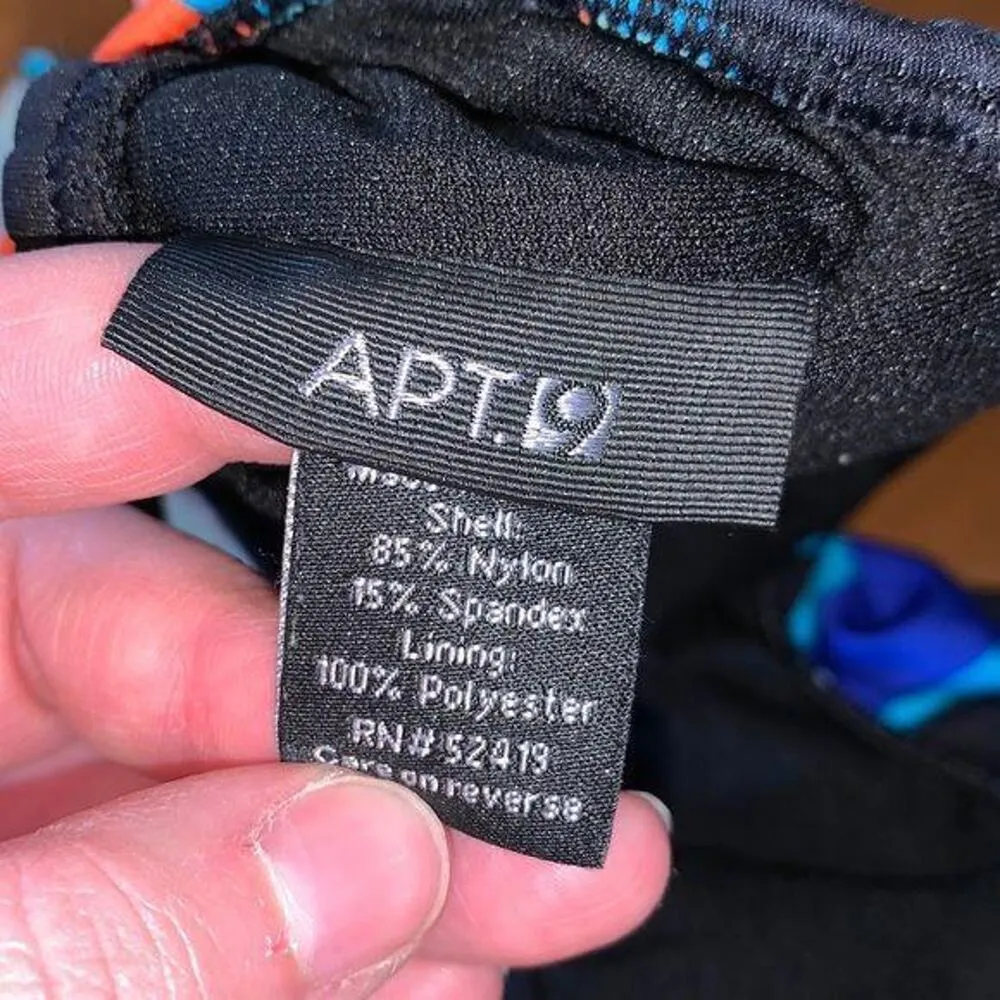 APT.9
Shell:
85% Nylon
15% Spandex
Lining:
100% Polyester
RN# 52419
Care on reverse